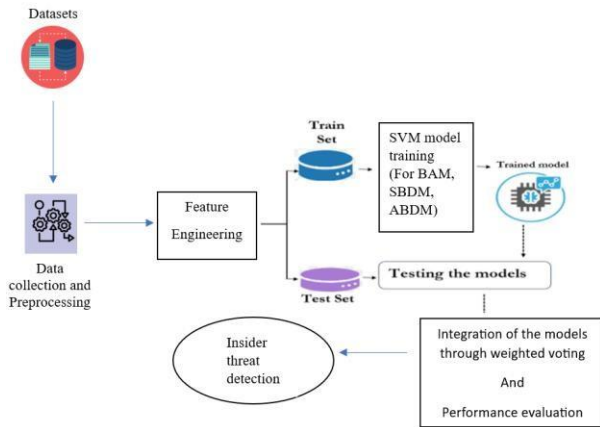 Datasets
Data
collection and
Preprocessing
Feature
Engineering
Train
Set
SVM model
training
(For BAM,
SBDM,
ABDM)
Trained model
Test Set
Testing the models
Integration of the models
through weighted voting
And
Performance evaluation
Insider
threat
detection